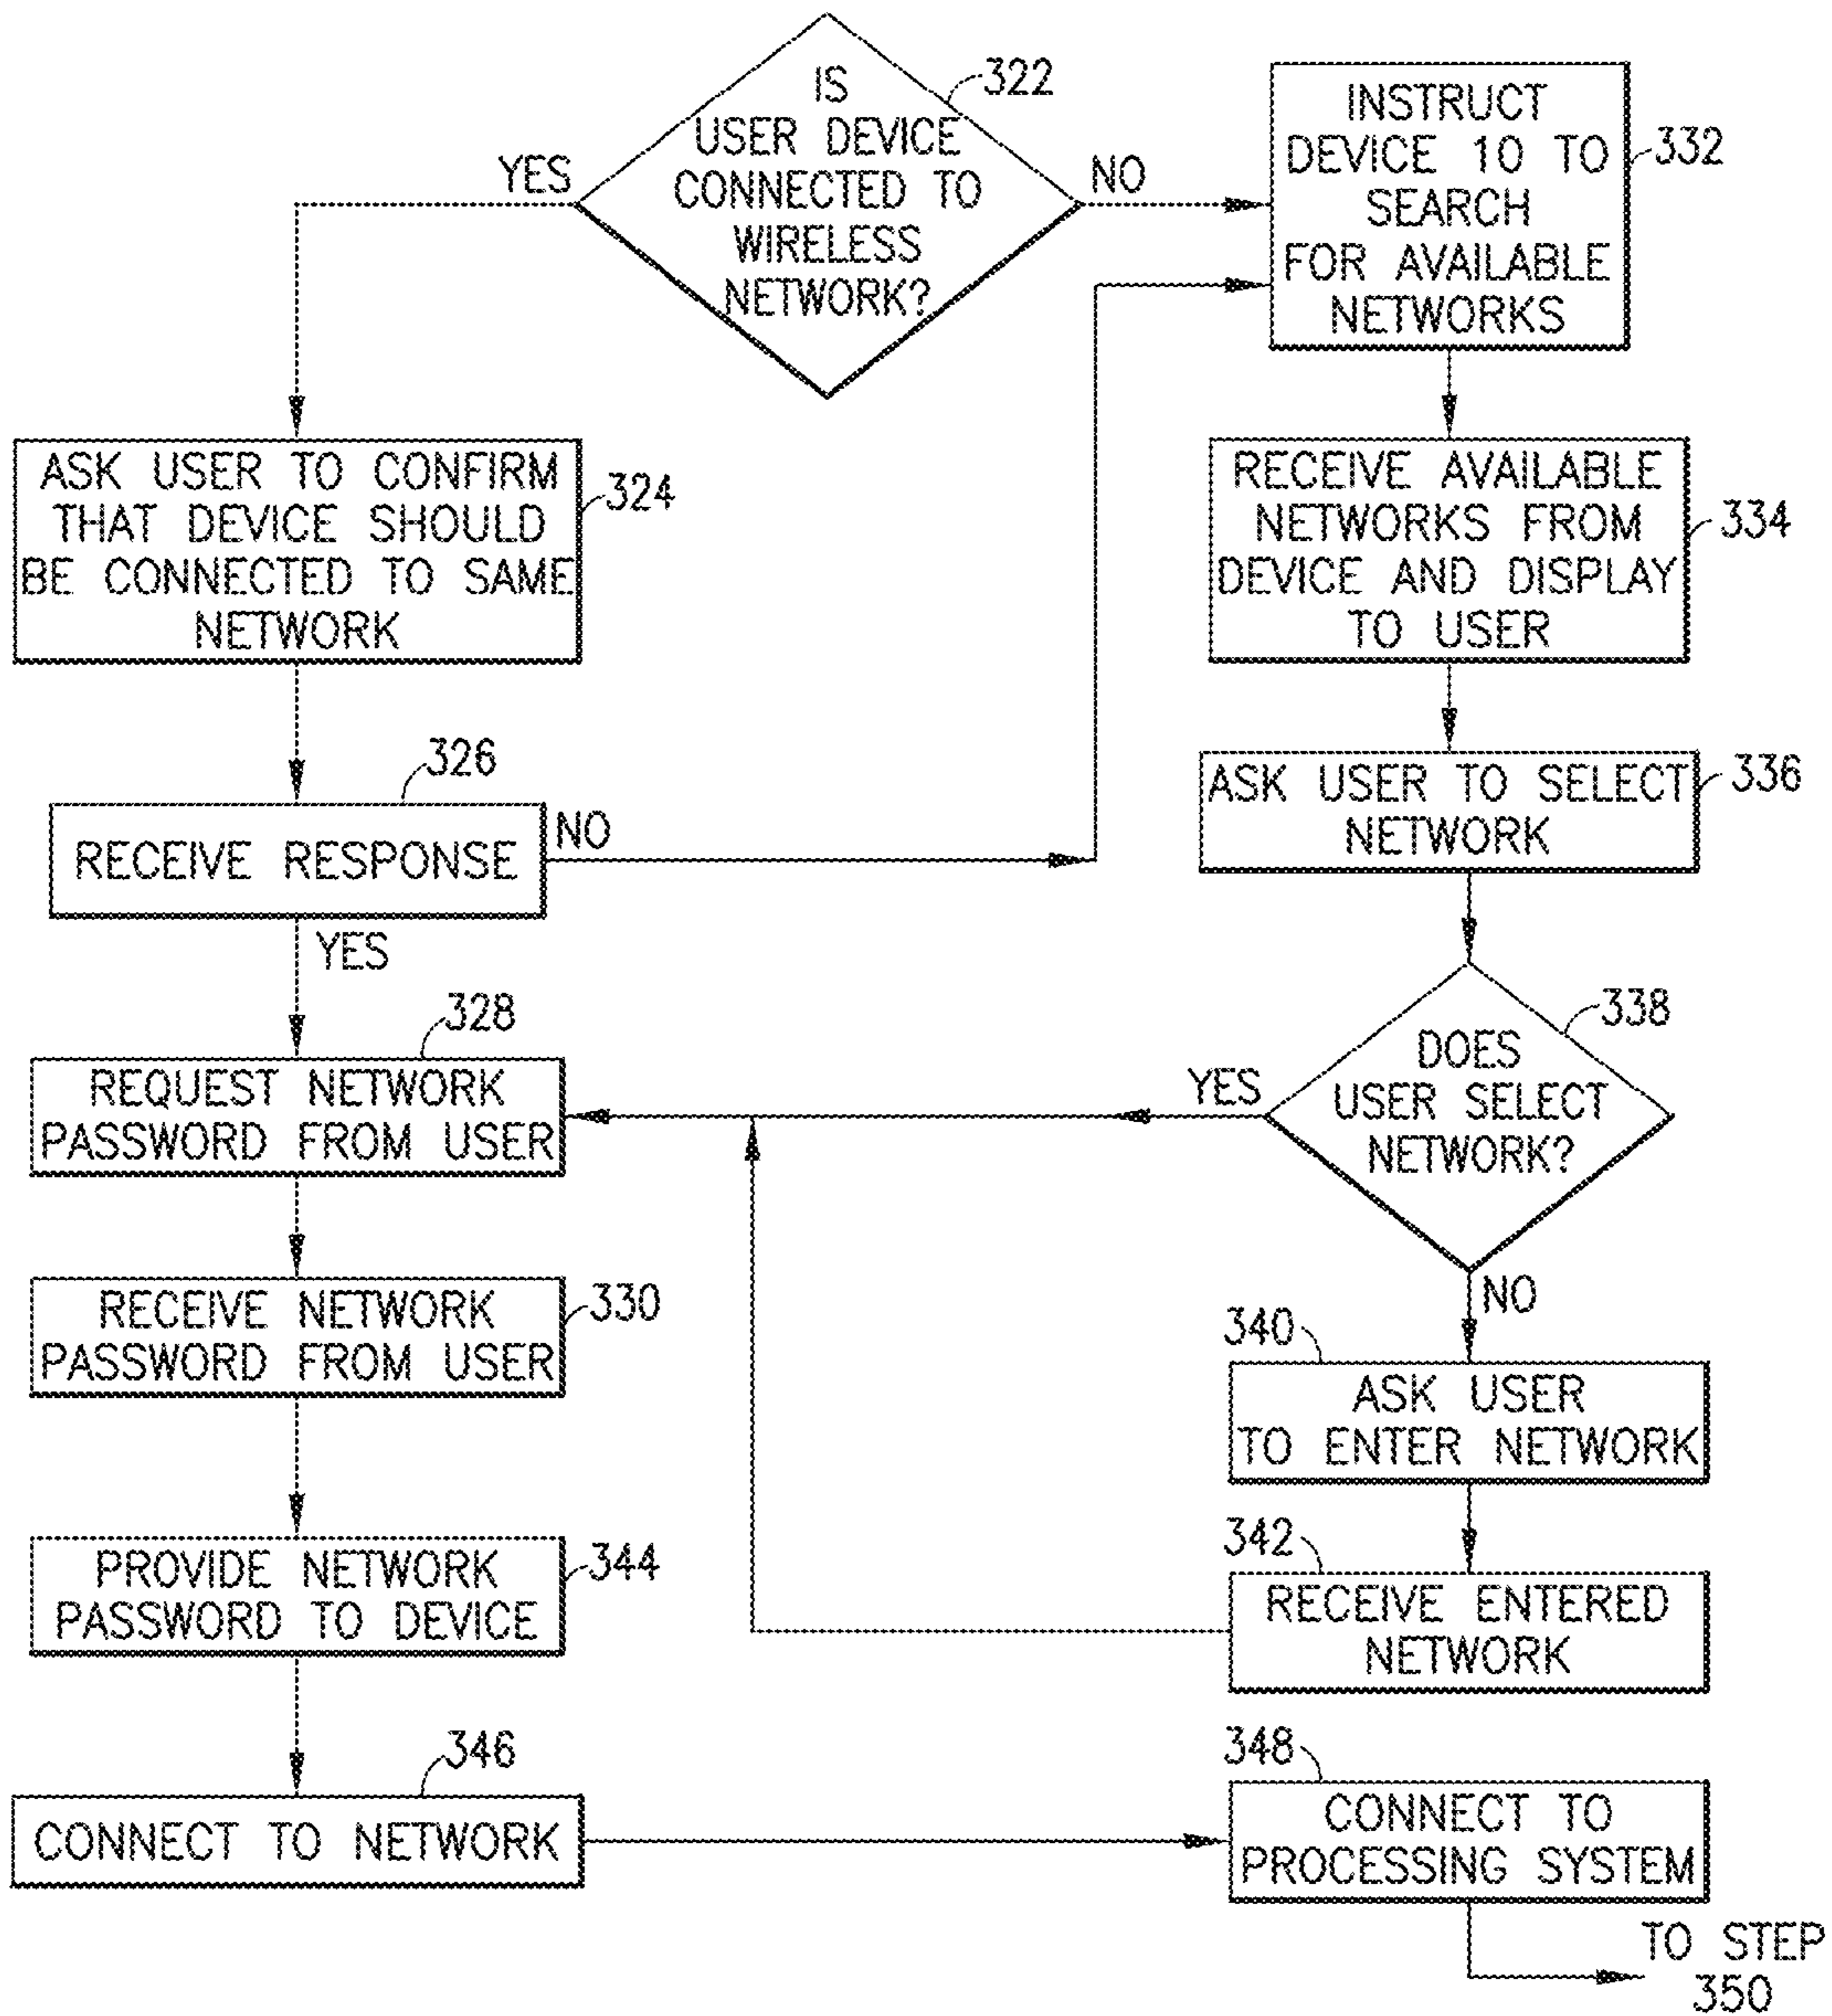 IS
USER DEVICE
CONNECTED TO
WIRELESS
NETWORK?
322
YES
NO
INSTRUCT
DEVICE 10 TO
SEARCH
FOR AVAILABLE
NETWORKS
332
ASK USER TO CONFIRM
THAT DEVICE SHOULD
BE CONNECTED TO SAME
NETWORK
324
RECEIVE AVAILABLE
NETWORKS FROM
DEVICE AND DISPLAY
TO USER
334
326
RECEIVE RESPONSE
NO
YES
ASK USER TO SELECT
NETWORK
336
328
REQUEST NETWORK
PASSWORD FROM USER
338
DOES
USER SELECT
NETWORK?
YES
NO
RECEIVE NETWORK
PASSWORD FROM USER
330
340
ASK USER
TO ENTER NETWORK
PROVIDE NETWORK
PASSWORD TO DEVICE
344
342
RECEIVE ENTERED
NETWORK
346
CONNECT TO NETWORK
348
CONNECT TO
PROCESSING SYSTEM
TO STEP
350